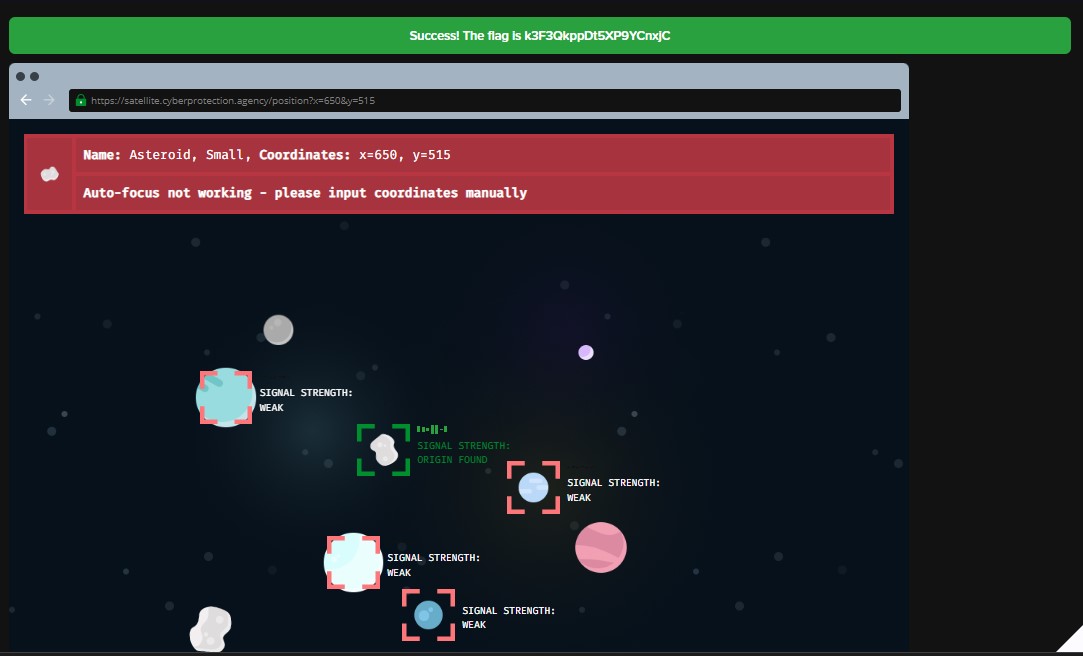 Success! The flag is k3F3QkppDt5XP9YCnxjC
https://satellite.cyberprotection.agency/position?x=650&y=515
Name: Asteroid, Small, Coordinates: x=650, y=515
Auto-focus not working - please input coordinates manually
SIGNAL STRENGTH:
WEAK
SIGNAL STRENGTH:
ORIGIN FOUND
SIGNAL STRENGTH:
WEAK
SIGNAL STRENGTH:
WEAK
SIGNAL STRENGTH:
WEAK